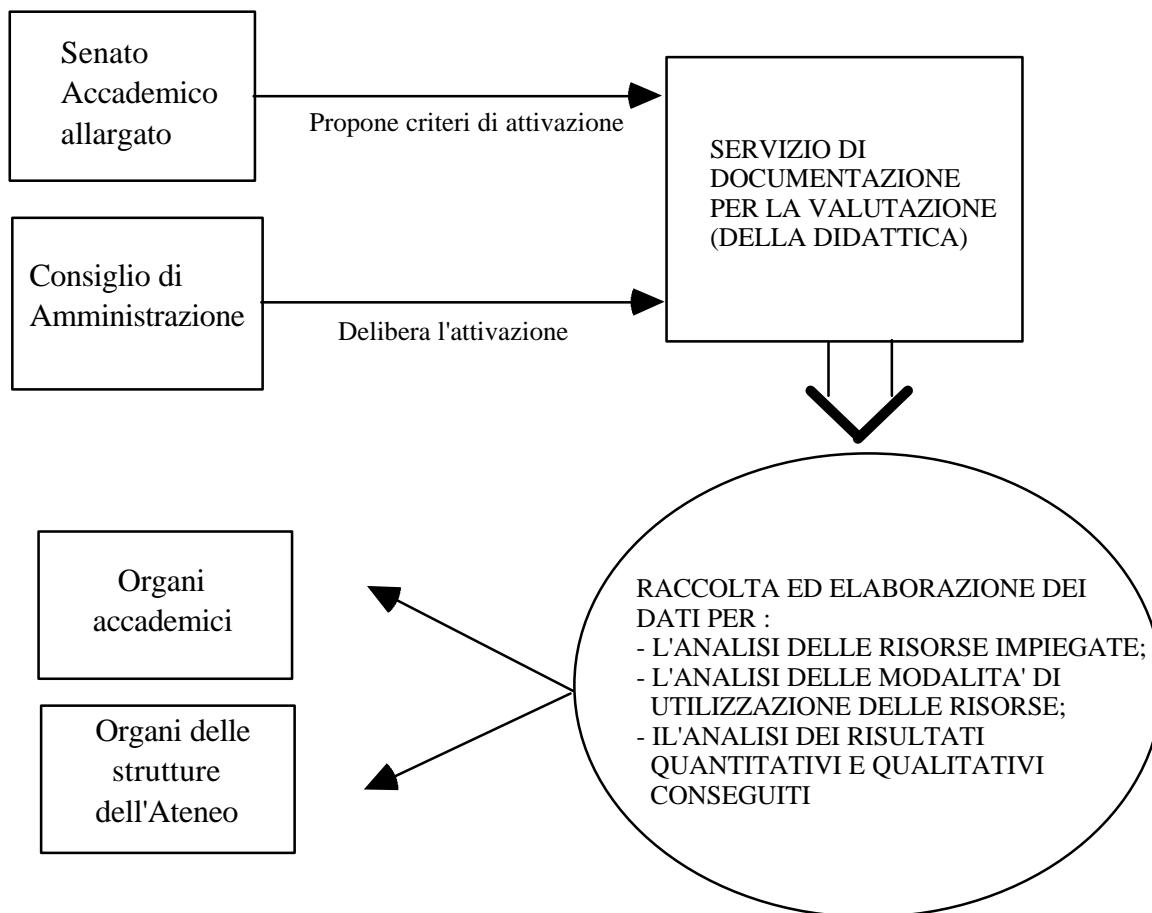 Senato
Accademico
allargato
Propone criteri di attivazione
SERVIZIO DI
DOCUMENTAZIONE
PER LA VALUTAZIONE
(DELLA DIDATTICA)
Consiglio di
Amministrazione
Delibera l'attivazione
RACCOLTA ED ELABORAZIONE DEI
DATI PER :
- L'ANALISI DELLE RISORSE IMPIEGATE;
- L'ANALISI DELLE MODALITA' DI
UTILIZZAZIONE DELLE RISORSE;
- IL'ANALISI DEI RISULTATI
QUANTITATIVI E QUALITATIVI
CONSEGUITI
Organi
accademici
Organi delle
strutture
dell'Ateneo